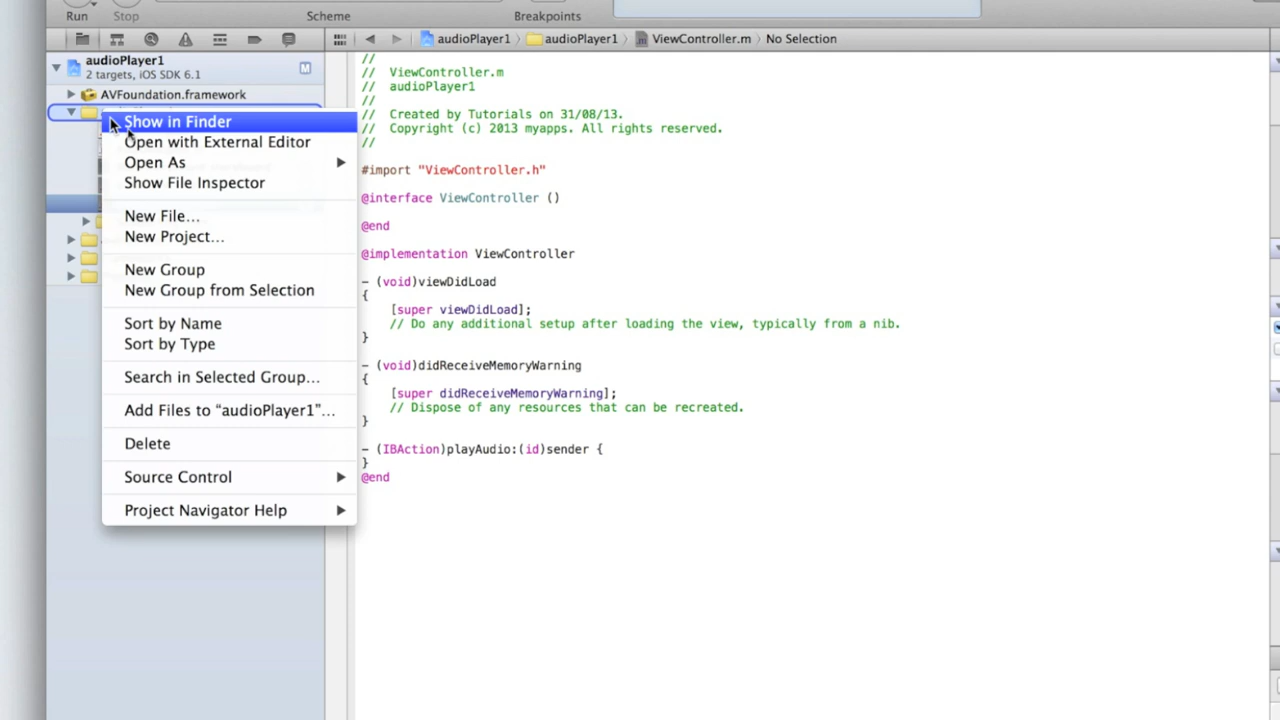 Run
Stop
Scheme
Breakpoints
audioPlayer1
audioPlayer1
ViewController.m
No Selection
audioPlayer1
2 targets, iOS SDK 6.1
M
AVFoundation.framework
Show in Finder
Open with External Editor
Open As
Show File Inspector
New File...
New Project...
New Group
New Group from Selection
Sort by Name
Sort by Type
Search in Selected Group...
Add Files to “audioPlayer1”...
Delete
Source Control
Project Navigator Help
//
// ViewController.m
// audioPlayer1
//
// Created by Tutorials on 31/08/13.
// Copyright (c) 2013 myapps. All rights reserved.
//
#import "ViewController.h"
@interface ViewController ()
@end
@implementation ViewController
- (void)viewDidLoad
{
[super viewDidLoad];
// Do any additional setup after loading the view, typically from a nib.
}
- (void)didReceiveMemoryWarning
{
[super didReceiveMemoryWarning];
// Dispose of any resources that can be recreated.
}
- (IBAction)playAudio:(id)sender {
}
@end